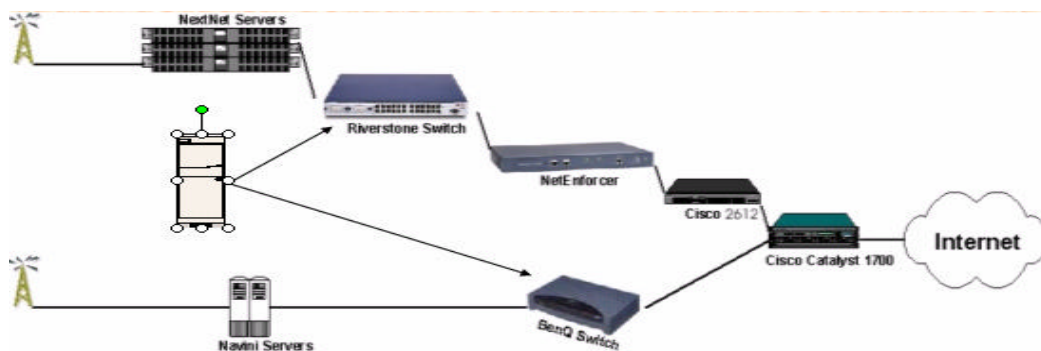 NextNet Servers
Riverstone Switch
NetEnforcer
Cisco 2612
Cisco Catalyst 1700
Internet
BenQ Switch
Navini Servers